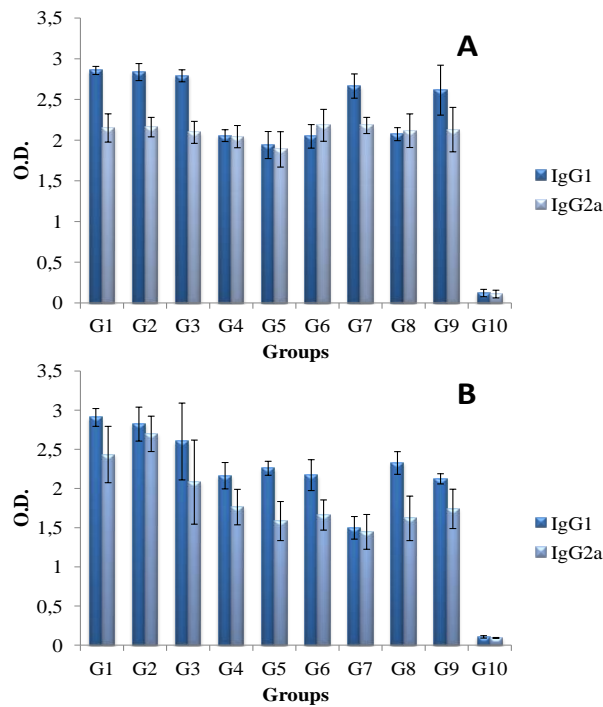 A
3,5
3
2,5
2
1,5
1
0,5
0
O.D.
G1 G2 G3 G4 G5 G6 G7 G8 G9 G10
Groups
IgG1
IgG2a
B
3,5
3
2,5
2
1,5
1
0,5
0
O.D.
G1 G2 G3 G4 G5 G6 G7 G8 G9 G10
Groups
IgG1
IgG2a